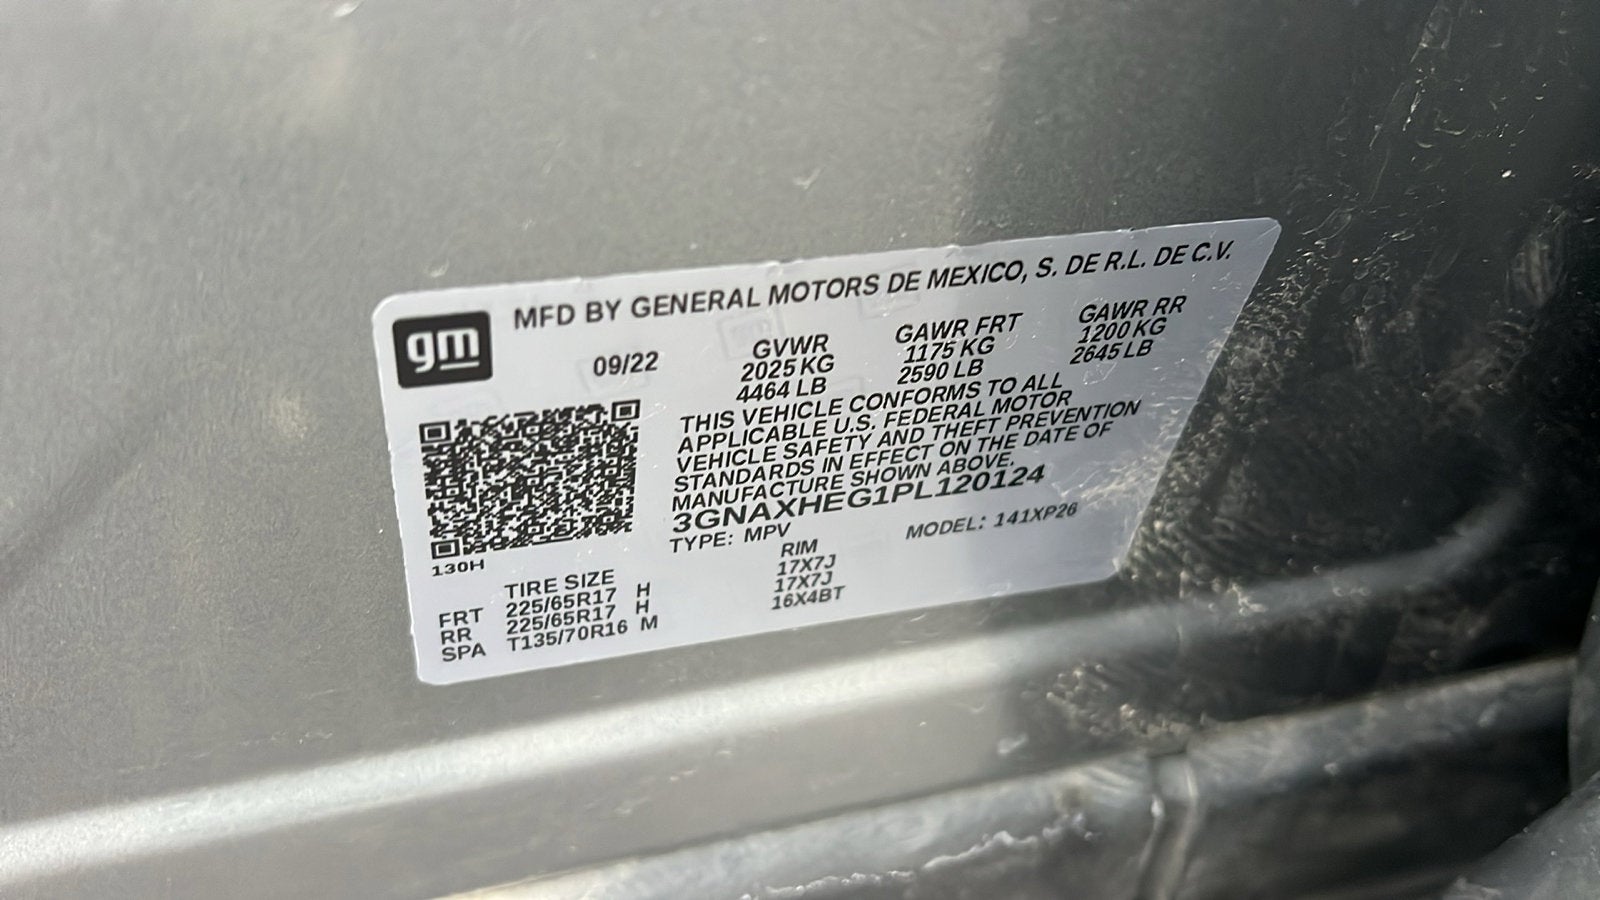 gm
MFD BY GENERAL MOTORS DE MEXICO, S. DE R.L. DE C.V.
09/22
GVWR GAWR FRT GAWR RR
2025 KG 1175 KG 1200 KG
4464 LB 2590 LB 2645 LB
THIS VEHICLE CONFORMS TO ALL
APPLICABLE U.S. FEDERAL MOTOR
VEHICLE SAFETY AND THEFT PREVENTION
STANDARDS IN EFFECT ON THE DATE OF
MANUFACTURE SHOWN ABOVE.
3GNAXHEG1PL120124
TYPE: MPV MODEL: 141XP26
130H
TIRE SIZE RIM
FRT 225/65R17 H 17X7J
RR 225/65R17 H 17X7J
SPA T135/70R16 M 16X4BT